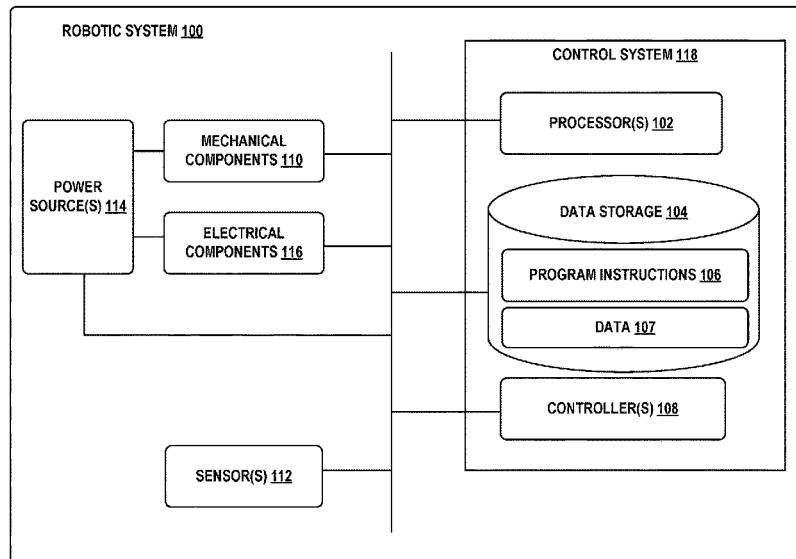 ROBOTIC SYSTEM 100
CONTROL SYSTEM 118
PROCESSOR(S) 102
MECHANICAL
COMPONENTS 110
POWER
SOURCE(S) 114
ELECTRICAL
COMPONENTS 116
DATA STORAGE 104
PROGRAM INSTRUCTIONS 106
DATA 107
CONTROLLER(S) 108
SENSOR(S) 112